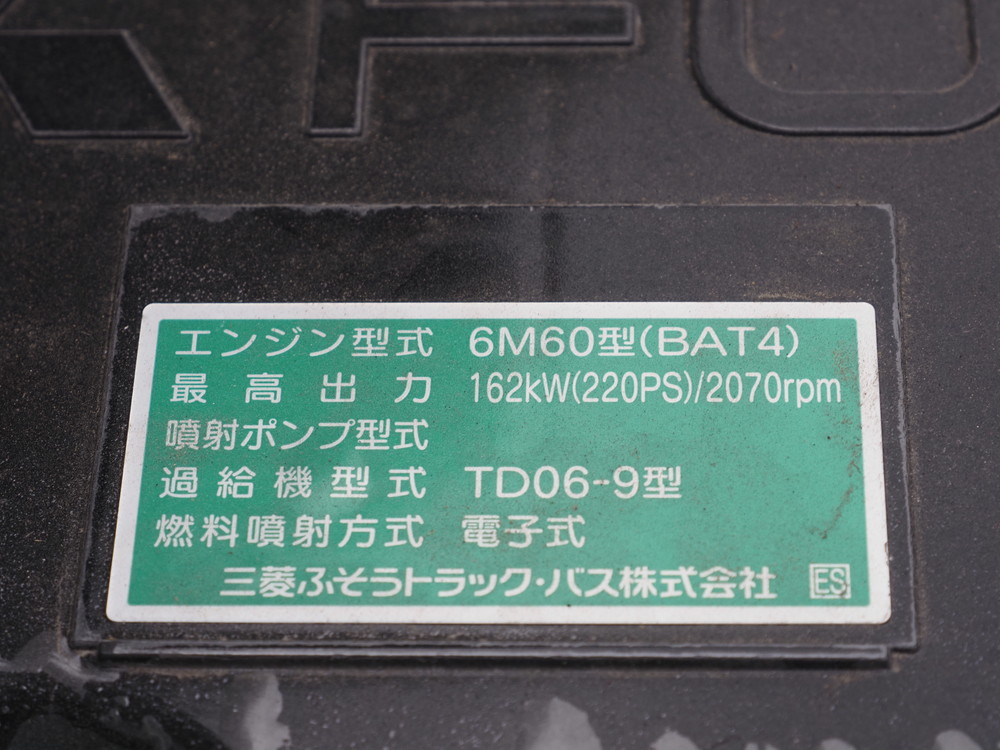 エンジン型式 6M60型(BAT4)
最高出力 162kW(220PS)/2070rpm
噴射ポンプ型式
過給機型式 TD06-9型
燃料噴射方式 電子式
三菱ふそうトラック・バス株式会社 ES